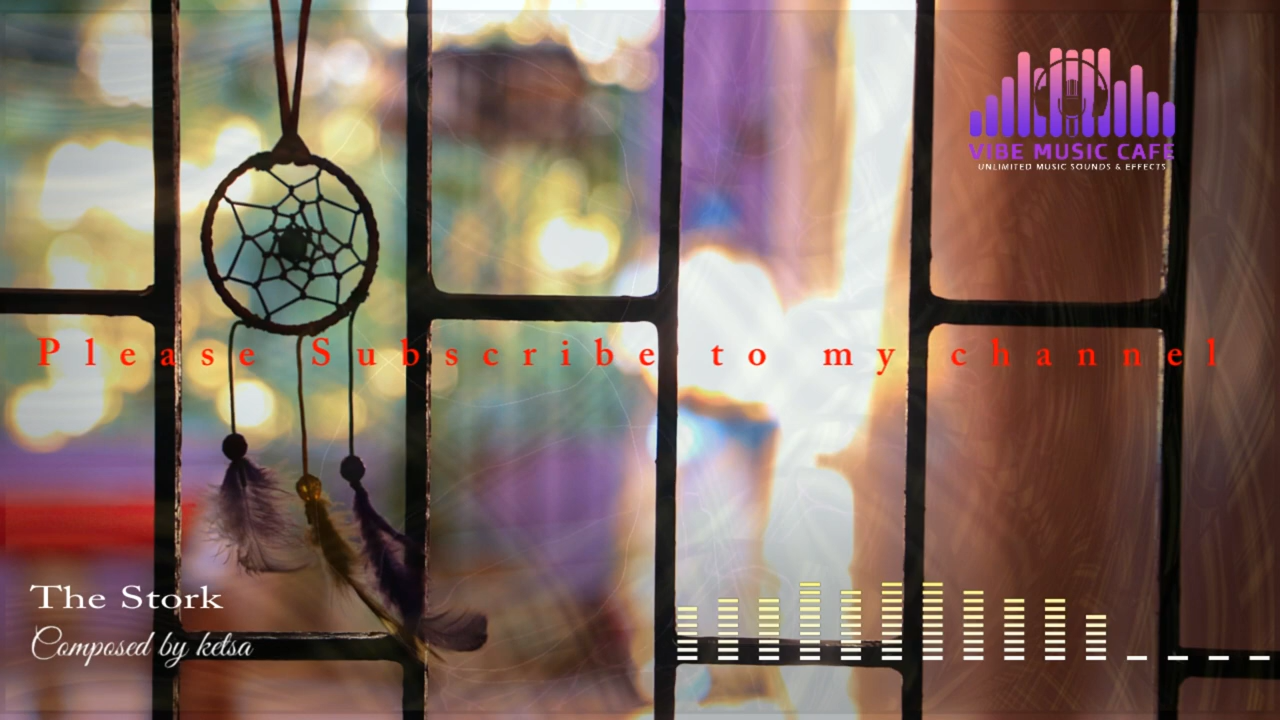 VIBE MUSIC CAFE
UNLIMITED MUSIC SOUNDS & EFFECTS
Please Subscribe to my channel
The Stork
Composed by ketsa